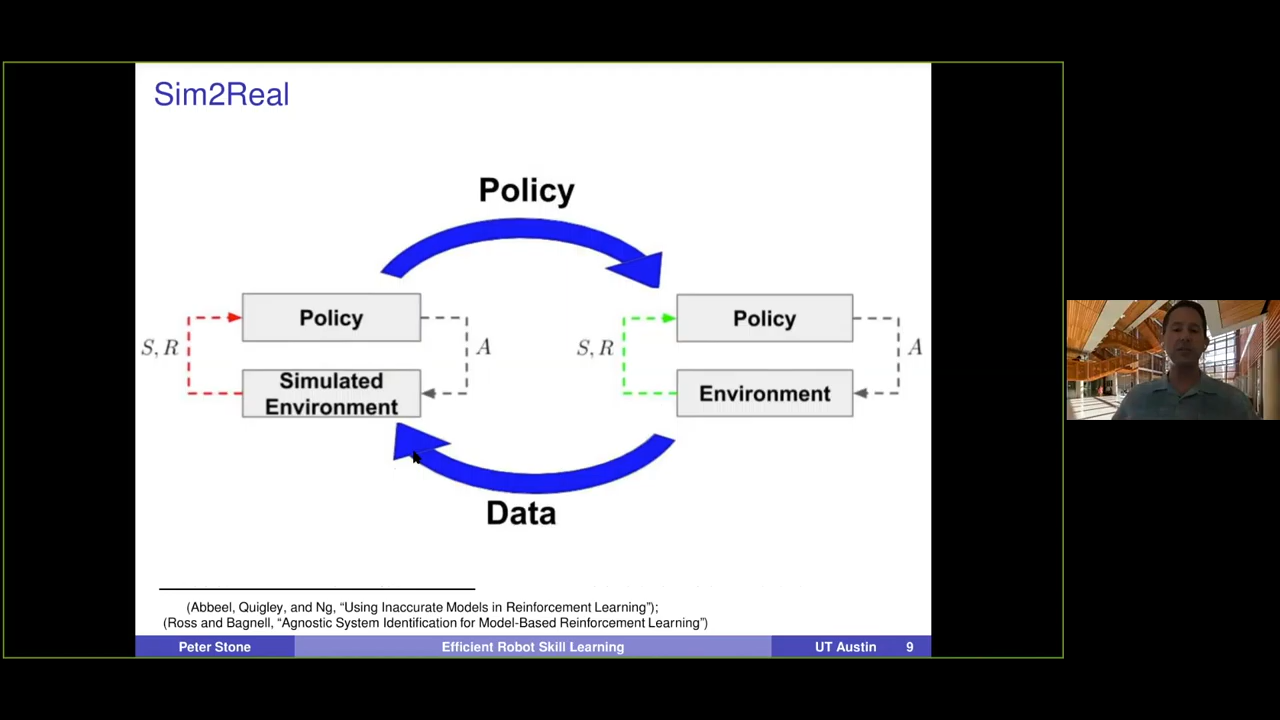 Sim2Real
Policy
Policy
S, R
A
Simulated
Environment
Policy
S, R
A
Environment
Data
(Abbeel, Quigley, and Ng, “Using Inaccurate Models in Reinforcement Learning”);
(Ross and Bagnell, “Agnostic System Identification for Model-Based Reinforcement Learning”)
Peter Stone Efficient Robot Skill Learning UT Austin 9